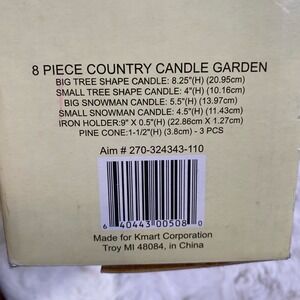 8 PIECE COUNTRY CANDLE GARDEN
BIG TREE SHAPE CANDLE: 8.25"(H) (20.95cm)
SMALL TREE SHAPE CANDLE: 4"(H) (10.16cm)
BIG SNOWMAN CANDLE: 5.5"(H) (13.97cm)
SMALL SNOWMAN CANDLE: 4.5"(H) (11.43cm)
IRON HOLDER:9" X 0.5"(H) (22.86cm X 1.27cm)
PINE CONE:1-1/2"(H) (3.8cm) - 3 PCS
Aim # 270-324343-110
6 40443 00508 0
Made for Kmart Corporation
Troy MI 48084, in China